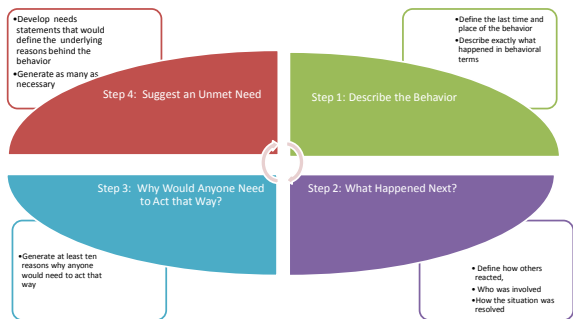 •Develop needs
statements that would
define the underlying
reasons behind the
behavior
•Generate as many as
necessary
Step 4: Suggest an Unmet Need
•Define the last time and
place of the behavior
•Describe exactly what
happened in behavioral
terms
Step 1: Describe the Behavior
Step 3: Why Would Anyone Need
to Act that Way?
•Generate at least ten
reasons why anyone
would need to act that
way
Step 2: What Happened Next?
• Define how others
reacted,
• Who was involved
•How the situation was
resolved